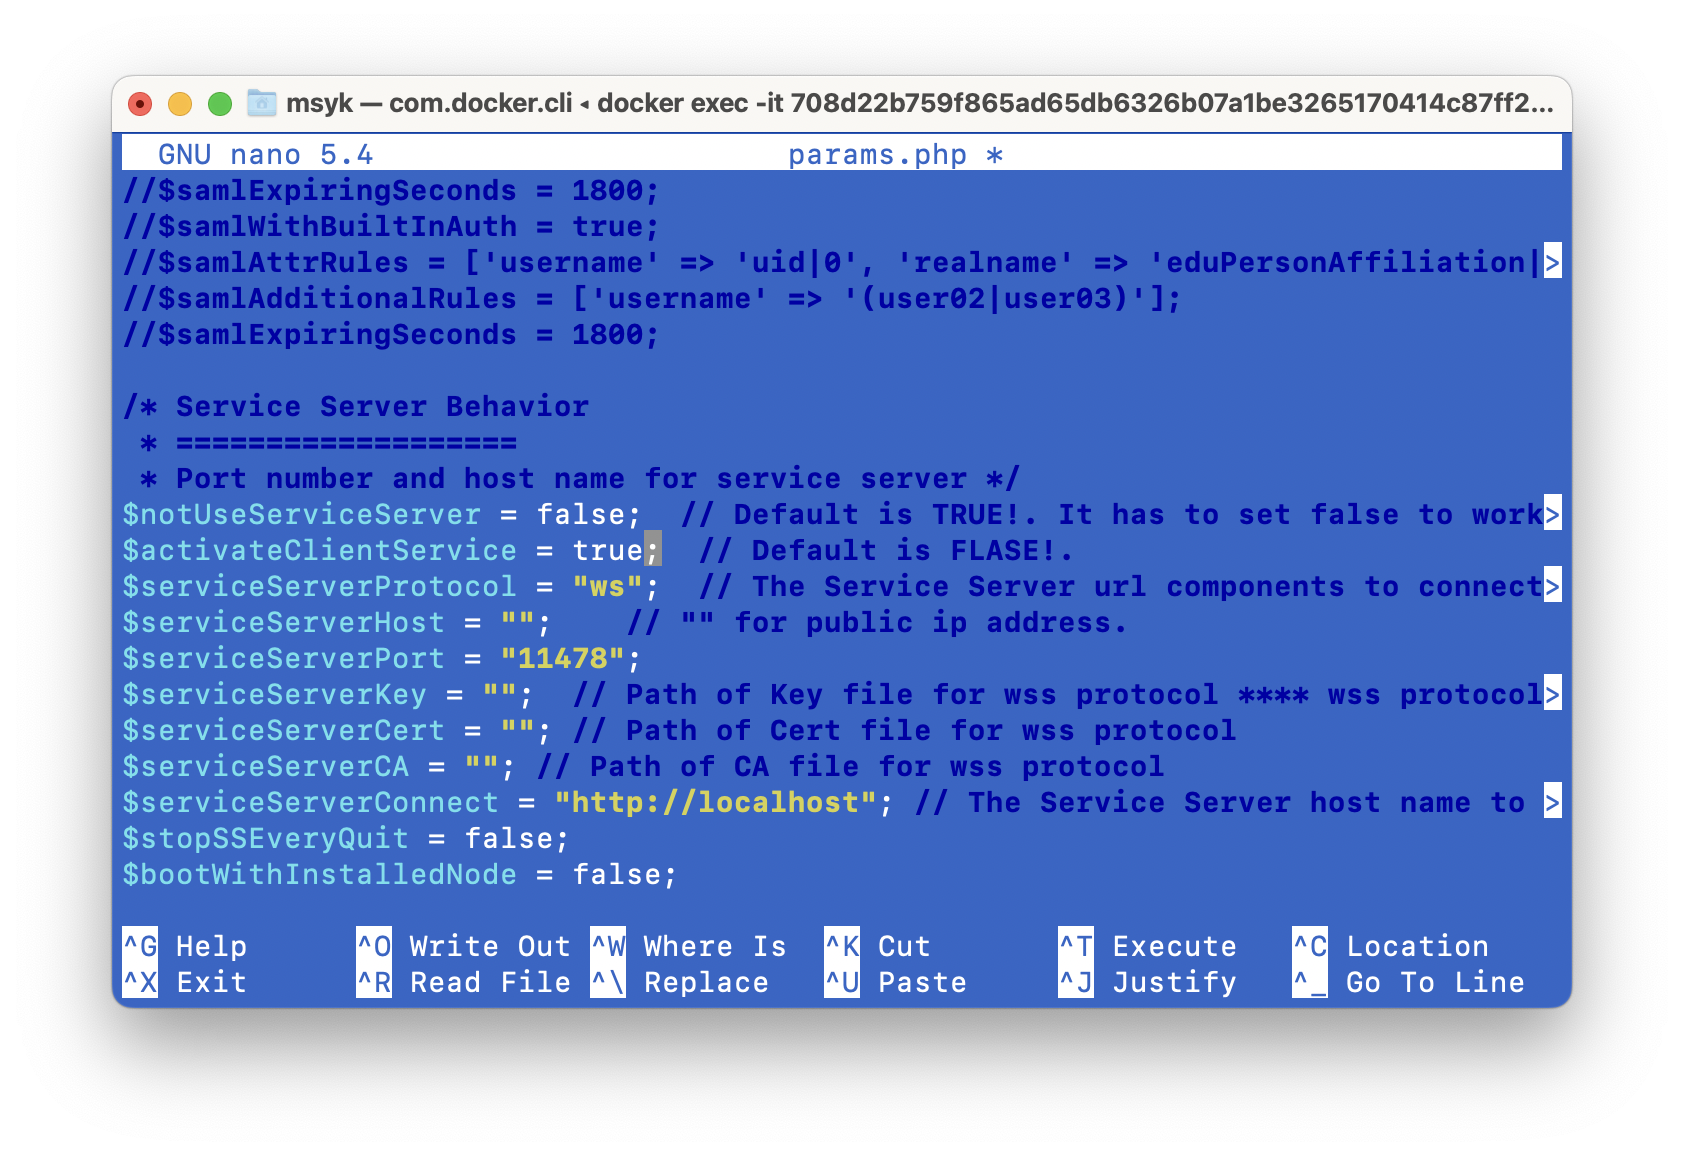 msyk — com.docker.cli ◂ docker exec -it 708d22b759f865ad65db6326b07a1be3265170414c87ff2…
GNU nano 5.4 params.php *
//$samlExpiringSeconds = 1800;
//$samlWithBuiltInAuth = true;
//$samlAttrRules = ['username' => 'uid|0', 'realname' => 'eduPersonAffiliation|>
//$samlAdditionalRules = ['username' => '(user02|user03)'];
//$samlExpiringSeconds = 1800;
/* Service Server Behavior
 * ===================
 * Port number and host name for service server */
$notUseServiceServer = false;  // Default is TRUE!. It has to set false to work>
$activateClientService = true;  // Default is FLASE!.
$serviceServerProtocol = "ws";  // The Service Server url components to connect>
$serviceServerHost = "";    // "" for public ip address.
$serviceServerPort = "11478";
$serviceServerKey = "";  // Path of Key file for wss protocol **** wss protocol>
$serviceServerCert = ""; // Path of Cert file for wss protocol
$serviceServerCA = ""; // Path of CA file for wss protocol
$serviceServerConnect = "http://localhost"; // The Service Server host name to >
$stopSSEveryQuit = false;
$bootWithInstalledNode = false;
^G Help ^O Write Out ^W Where Is ^K Cut ^T Execute ^C Location
^X Exit ^R Read File ^\ Replace ^U Paste ^J Justify ^_ Go To Line